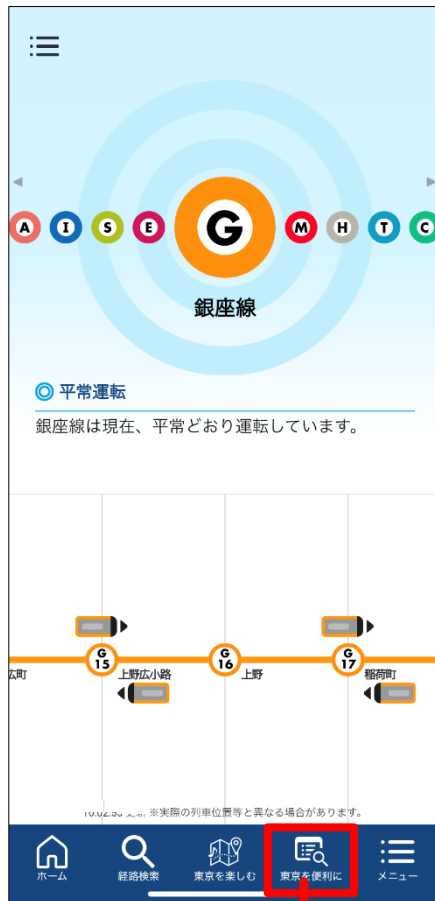 A I S E G M H T C
銀座線
平常運転
銀座線は現在、平常どおり運転しています。
G 15 G 16 G 17
広町 上野広小路 上野 稲荷町
※実際の列車位置等と異なる場合があります。
ホーム 経路検索 東京を楽しむ 東京を便利に メニュー